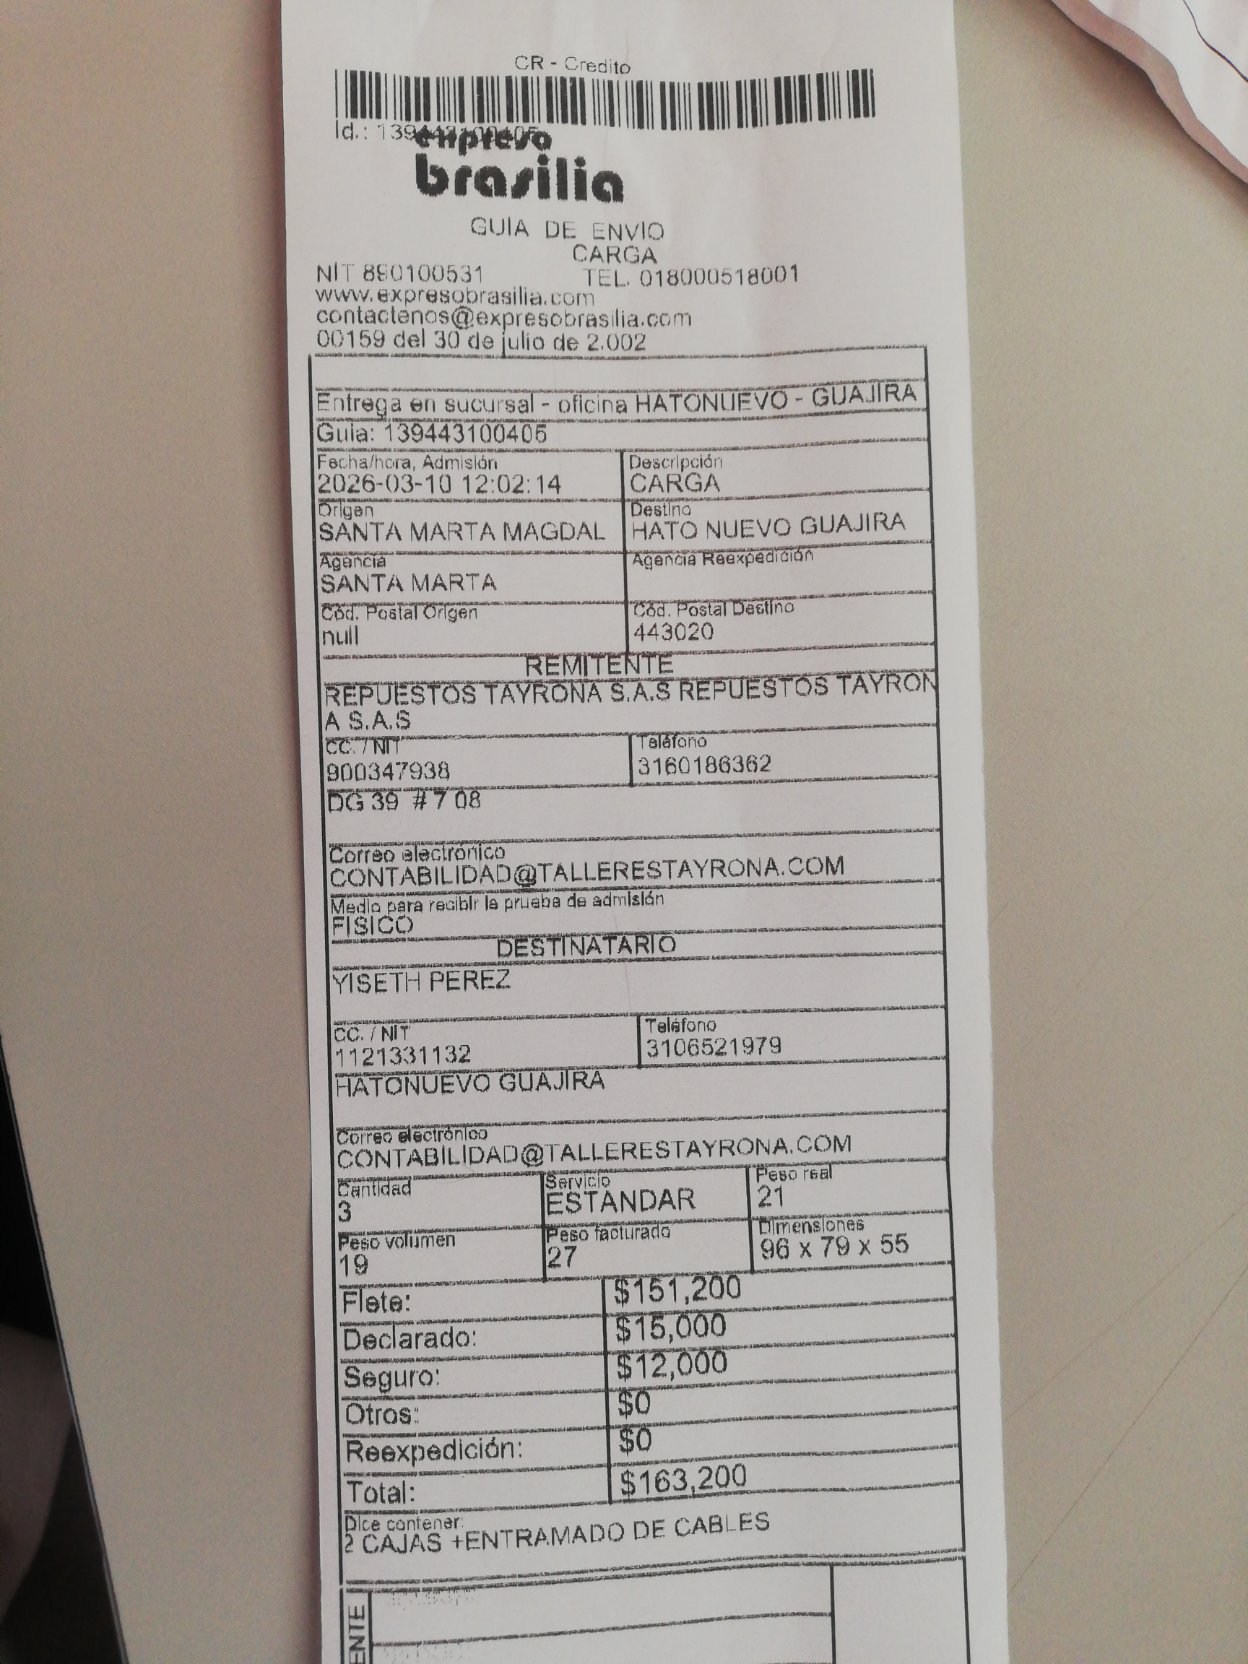 CR - Credito
Id.: 139443100405
expreso
brasilia
GUIA DE ENVIO
CARGA
NIT 890100531 TEL. 018000518001
www.expresobrasilia.com
contactenos@expresobrasilia.com
00159 del 30 de julio de 2.002
Entrega en sucursal - oficina HATONUEVO - GUAJIRA
Guia: 139443100405
Fecha/hora, Admisión Descripción
2026-03-10 12:02:14 CARGA
Origen Destino
SANTA MARTA MAGDAL HATO NUEVO GUAJIRA
Agencia Agencia Reexpedición
SANTA MARTA
Cód. Postal Origen Cód. Postal Destino
null 443020
REMITENTE
REPUESTOS TAYRONA S.A.S REPUESTOS TAYRON
A S.A.S
CC. / NIT Teléfono
900347938 3160186362
DG 39 # 7 08
Correo electrónico
CONTABILIDAD@TALLERESTAYRONA.COM
Medio para recibir la prueba de admisión
FISICO
DESTINATARIO
YISETH PEREZ
CC. / NIT Teléfono
1121331132 3106521979
HATONUEVO GUAJIRA
Correo electrónico
CONTABILIDAD@TALLERESTAYRONA.COM
Cantidad Servicio Peso real
3 ESTANDAR 21
Peso volumen Peso facturado Dimensiones
19 27 96 x 79 x 55
Flete: $151,200
Declarado: $15,000
Seguro: $12,000
Otros: $0
Reexpedición: $0
Total: $163,200
Dice contener:
2 CAJAS +ENTRAMADO DE CABLES
ENTE